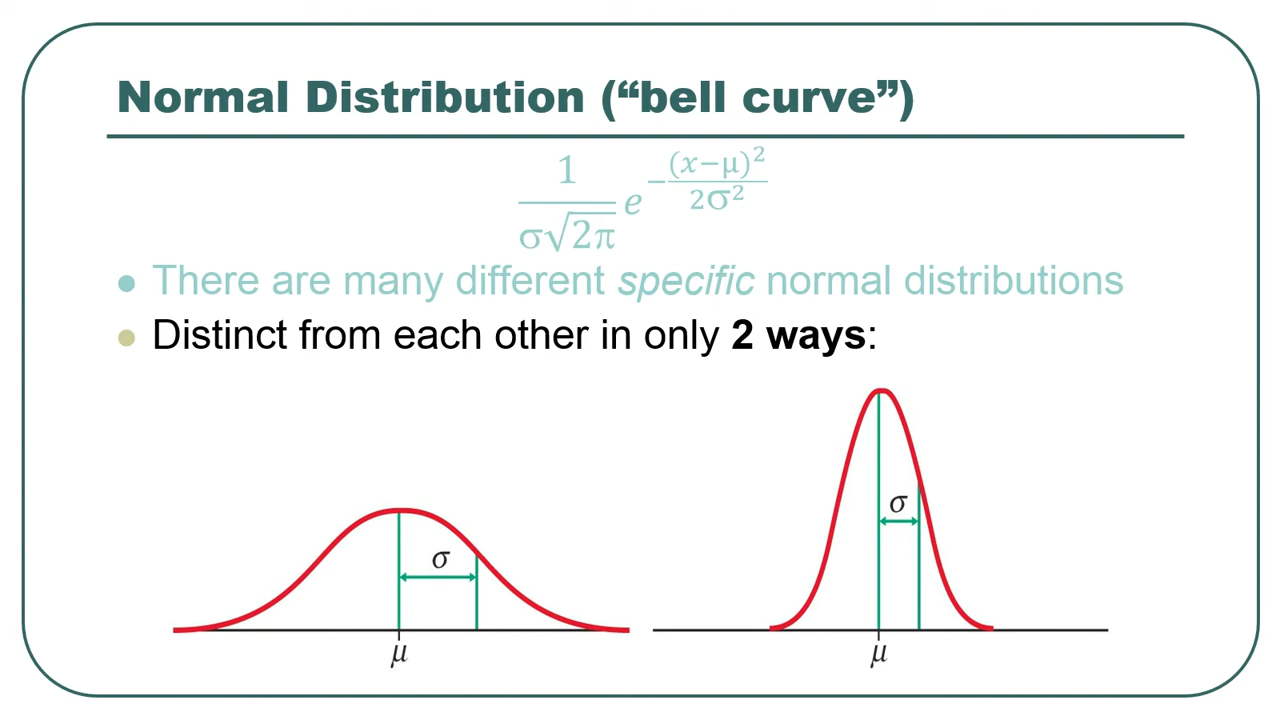 Normal Distribution (“bell curve”)
1/(σ√2π) e^(−(x−μ)²/2σ²)
There are many different specific normal distributions
Distinct from each other in only 2 ways:
σ
σ
μ
μ